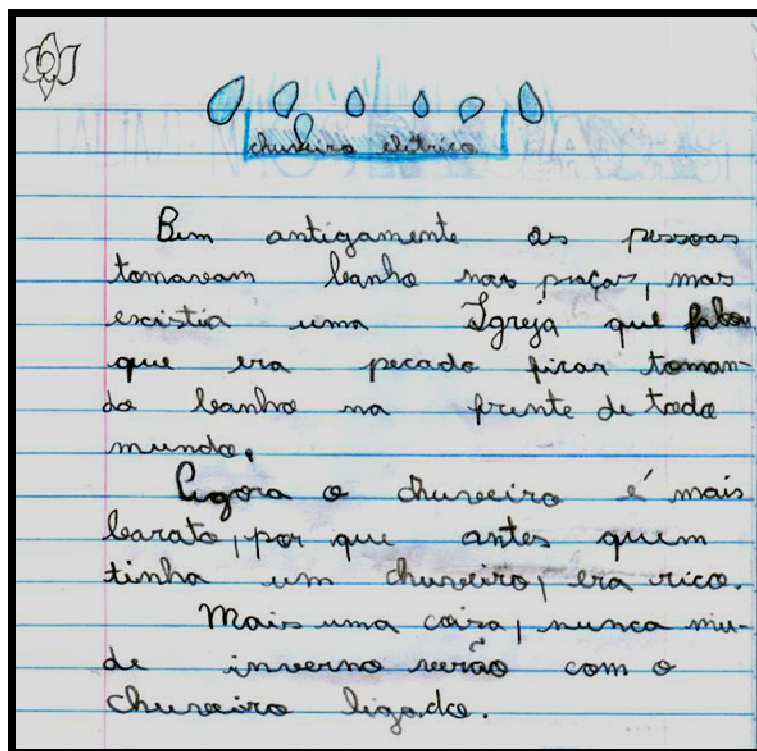 chuveiro eletrico
Bem antigamente as pessoas
tomavam banho nas praças, mas
existia uma Igreja que falou
que era pecado ficar toman-
do banho na frente de todo
mundo.
Agora o chuveiro é mais
barato, por que antes quem
tinha um chuveiro, era rico.
Mais uma coisa, nunca mu-
de inverno verão com o
chuveiro ligado.